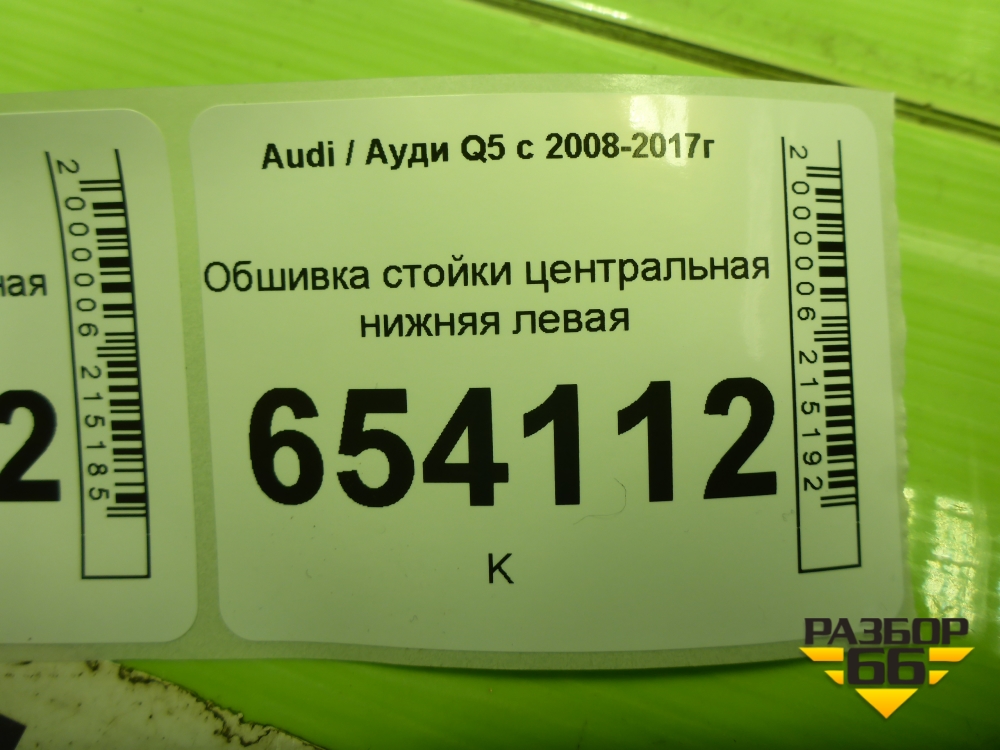 Audi / Ауди Q5 с 2008-2017г
Обшивка стойки центральная
нижняя левая
654112
К
2 000006 215192
ная
2
2 000006 215185
РАЗБОР
66